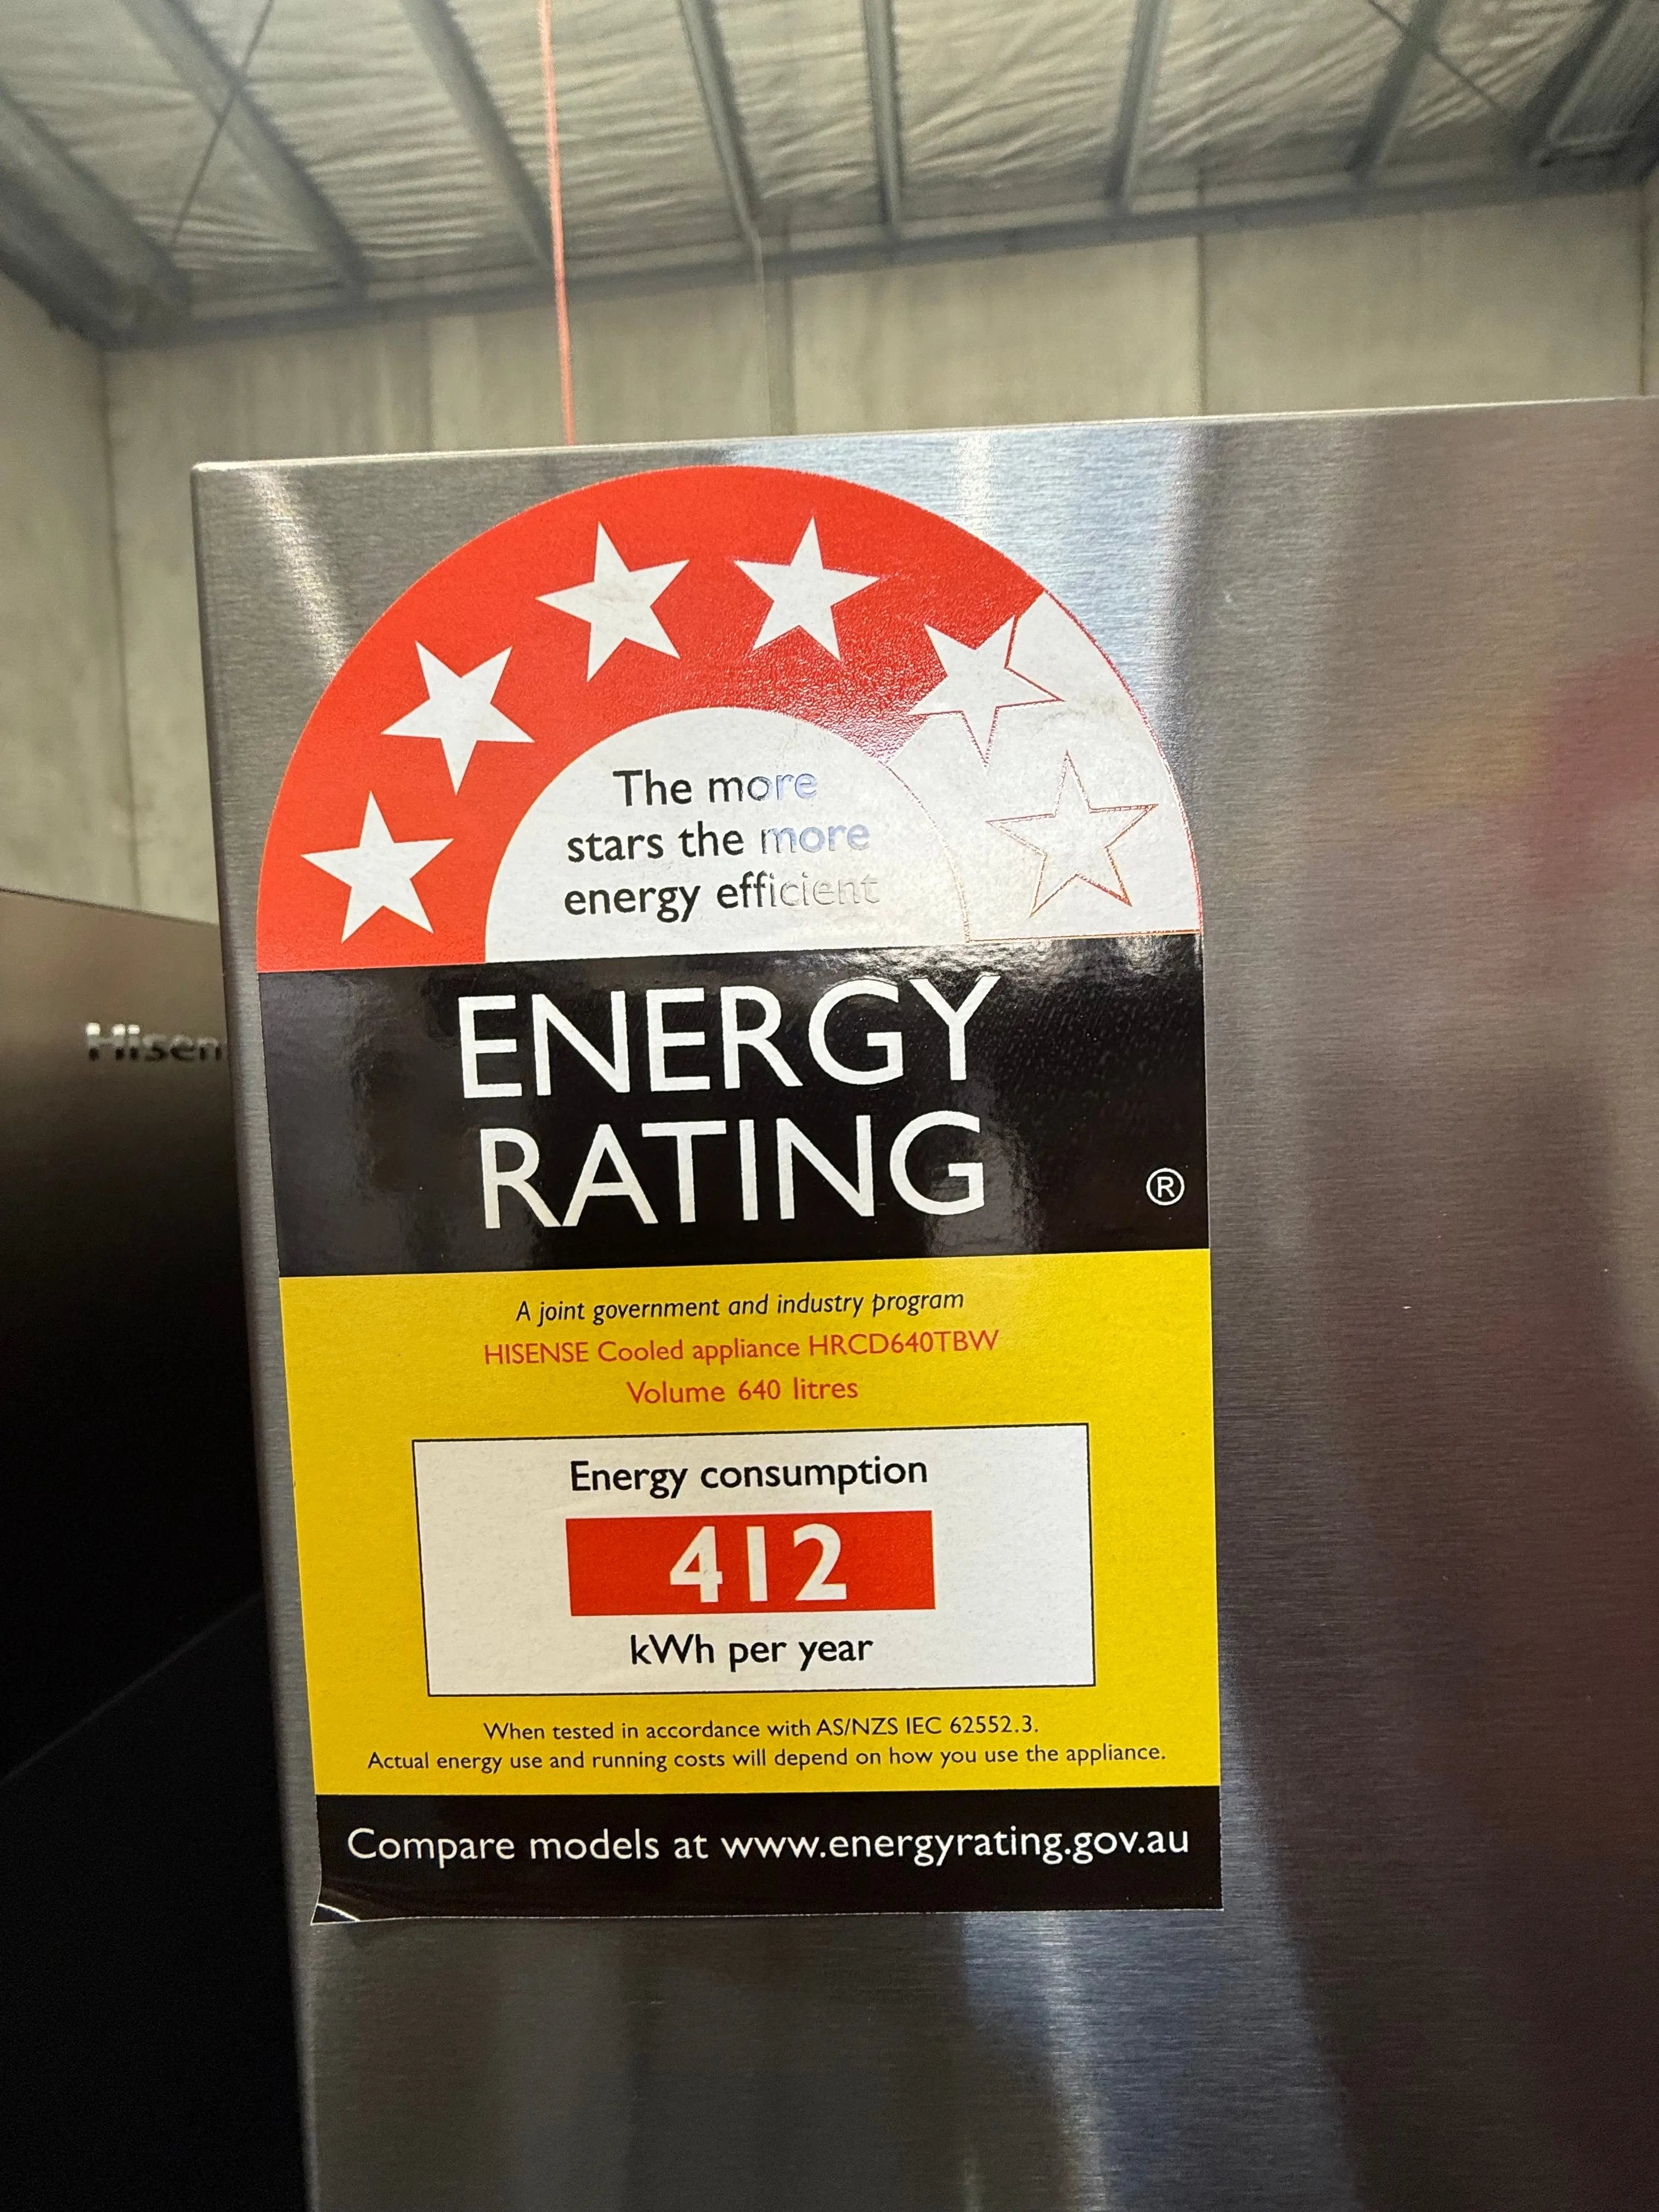 The more
stars the more
energy efficient
ENERGY
RATING
®
Hisen
A joint government and industry program
HISENSE Cooled appliance HRCD640TBW
Volume 640 litres
Energy consumption
412
kWh per year
When tested in accordance with AS/NZS IEC 62552.3.
Actual energy use and running costs will depend on how you use the appliance.
Compare models at www.energyrating.gov.au